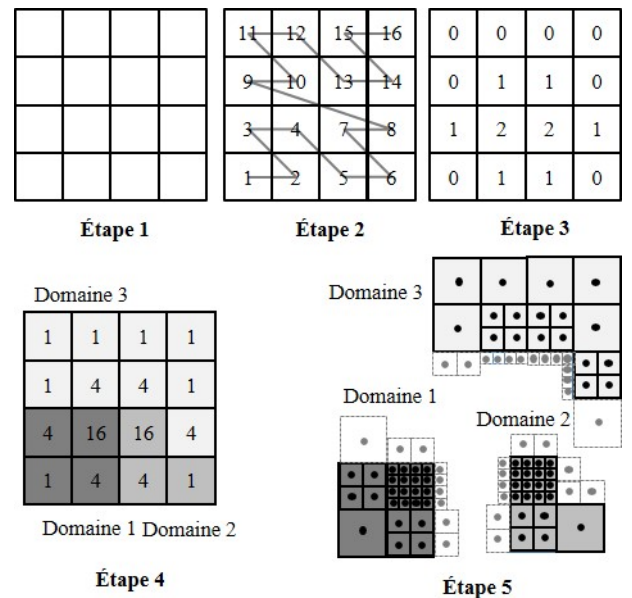 11 12 15 16
9 10 13 14
3 4 7 8
1 2 5 6
0 0 0 0
0 1 1 0
1 2 2 1
0 1 1 0
Étape 1
Étape 2
Étape 3
Domaine 3
1 1 1 1
1 4 4 1
4 16 16 4
1 4 4 1
Domaine 1 Domaine 2
Étape 4
Domaine 3
Domaine 1
Domaine 2
Étape 5